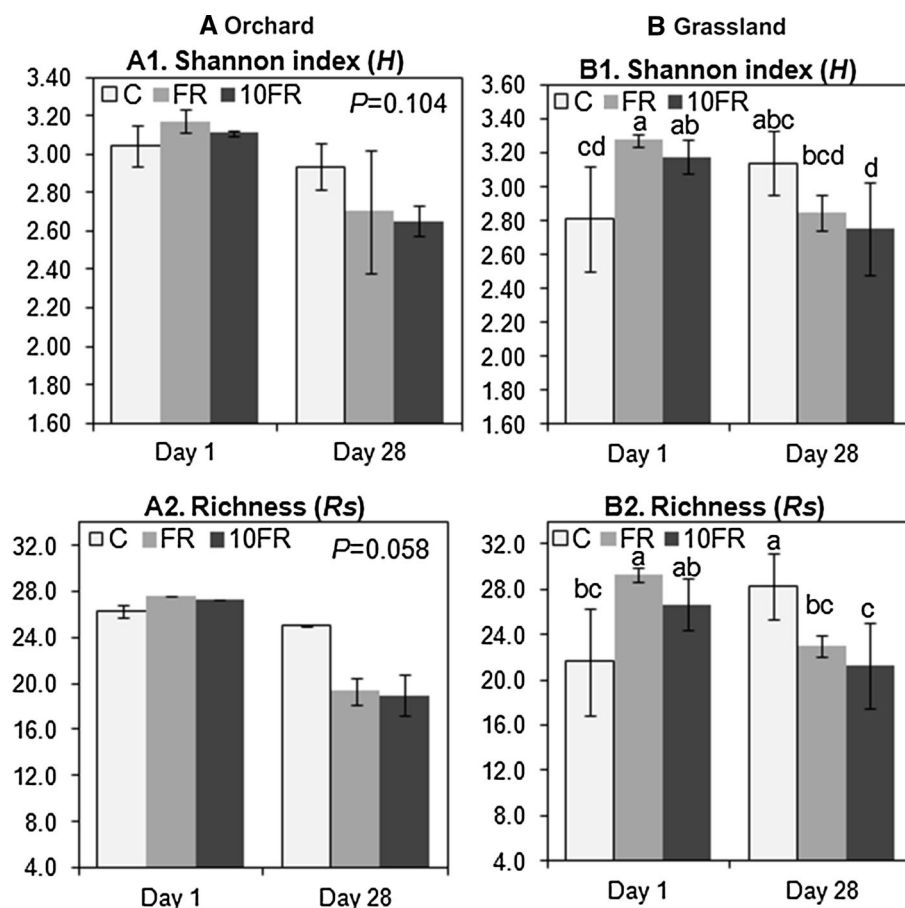 A Orchard
B Grassland
A1. Shannon index (H)
3.40
3.20
3.00
2.80
2.60
2.40
2.20
2.00
1.80
1.60
C FR 10FR
P=0.104
Day 1 Day 28
B1. Shannon index (H)
3.60
3.40
3.20
3.00
2.80
2.60
2.40
2.20
2.00
1.80
1.60
C FR 10FR
cd a ab abc bcd d
Day 1 Day 28
A2. Richness (Rs)
32.0
28.0
24.0
20.0
16.0
12.0
8.0
4.0
C FR 10FR
P=0.058
Day 1 Day 28
B2. Richness (Rs)
32.0
28.0
24.0
20.0
16.0
12.0
8.0
4.0
C FR 10FR
bc a ab a bc c
Day 1 Day 28